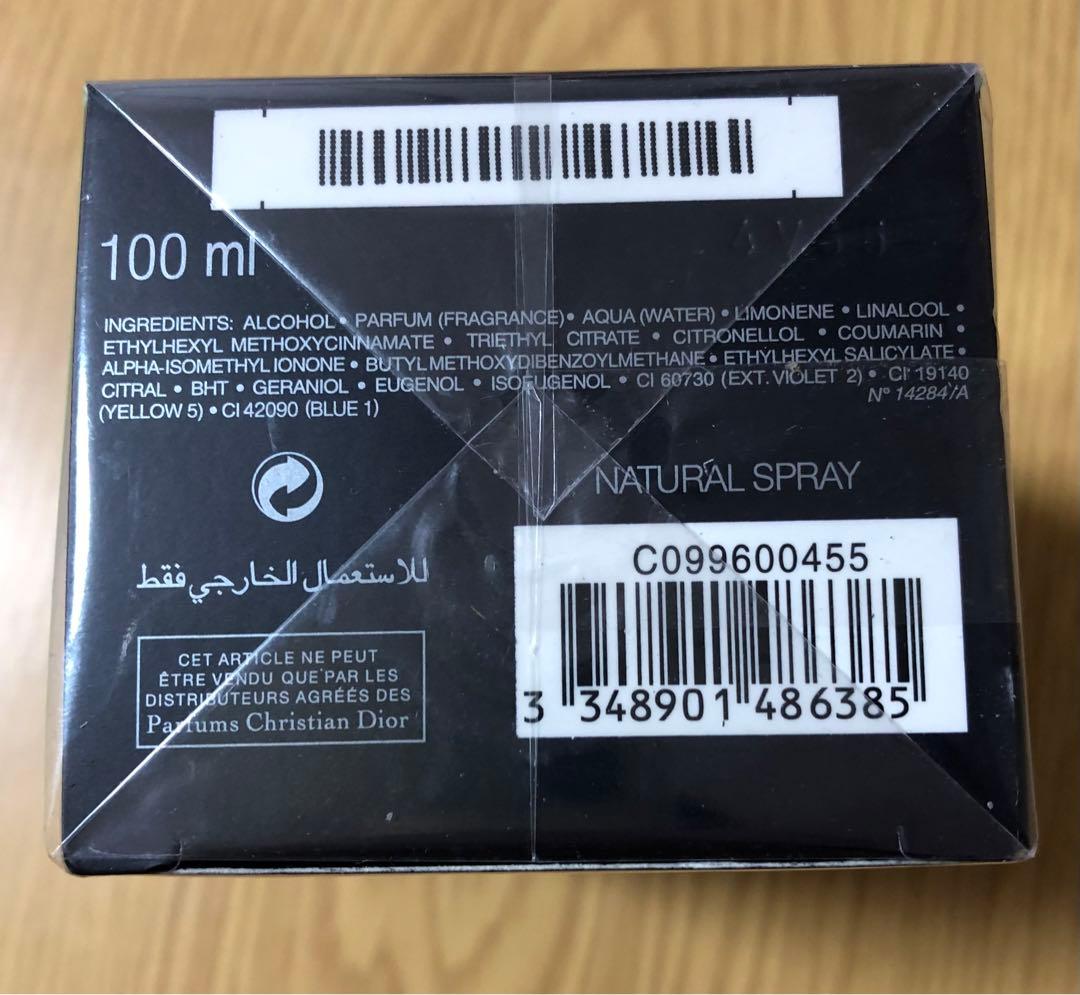 100 ml
INGREDIENTS: ALCOHOL • PARFUM (FRAGRANCE) • AQUA (WATER) • LIMONENE • LINALOOL •
ETHYLHEXYL METHOXYCINNAMATE • TRIETHYL CITRATE • CITRONELLOL • COUMARIN •
ALPHA-ISOMETHYL IONONE • BUTYL METHOXYDIBENZOYLMETHANE • ETHYLHEXYL SALICYLATE •
CITRAL • BHT • GERANIOL • EUGENOL • ISOEUGENOL • CI 60730 (EXT. VIOLET 2) • CI 19140
(YELLOW 5) • CI 42090 (BLUE 1)
N° 14284/A
NATURAL SPRAY
للاستعمال الخارجي فقط
CET ARTICLE NE PEUT
ÊTRE VENDU QUE PAR LES
DISTRIBUTEURS AGRÉÉS DES
Parfums Christian Dior
C099600455
3 348901 486385